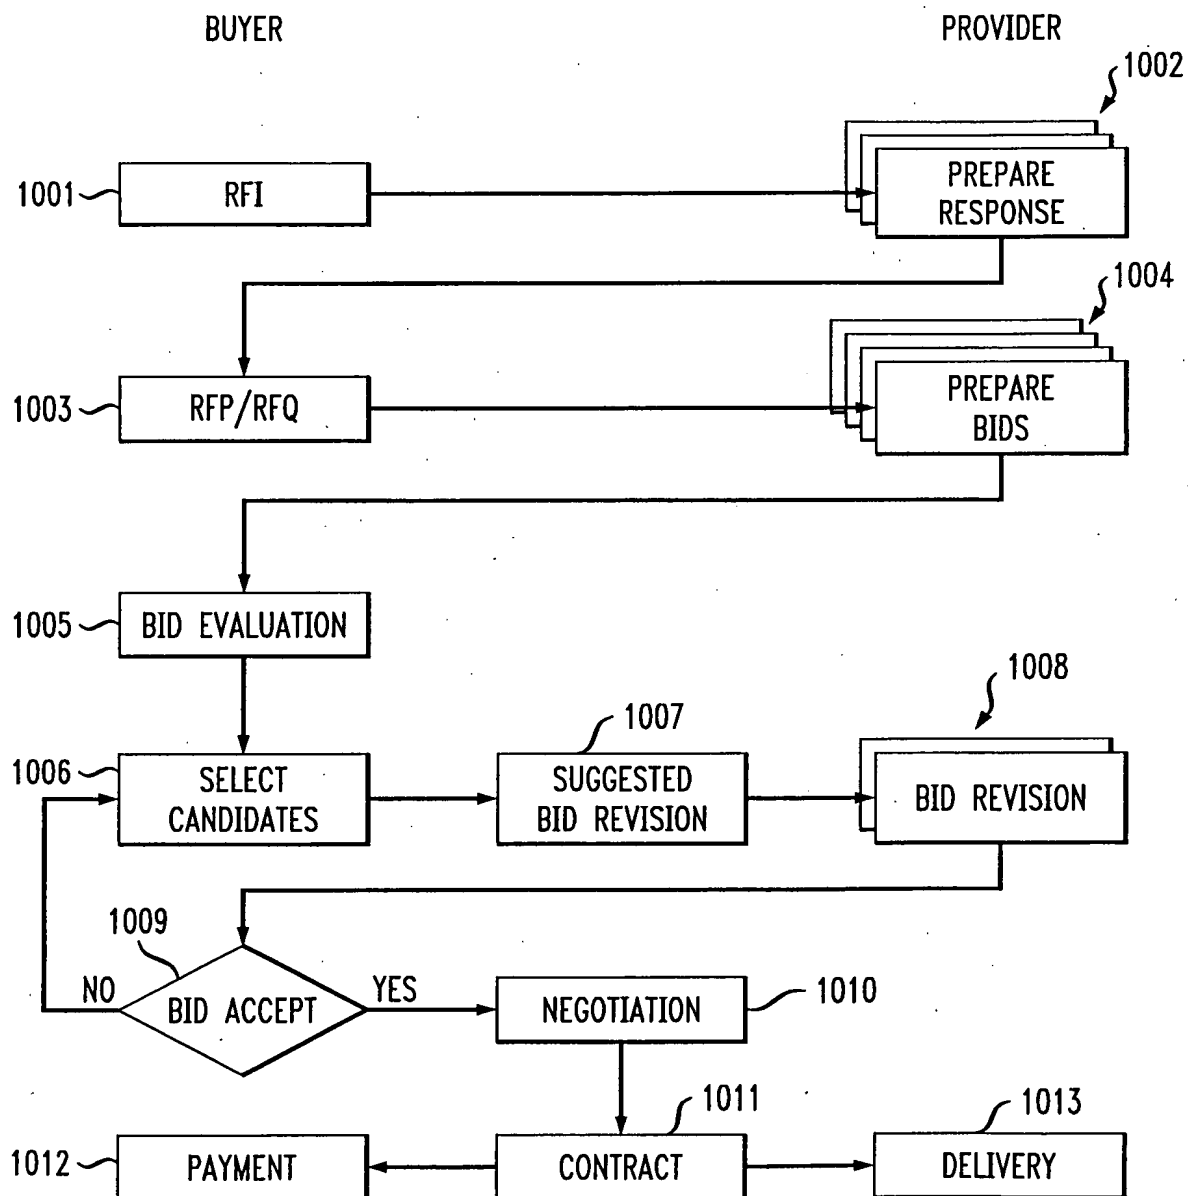 BUYER
PROVIDER
1002
1001
RFI
PREPARE
RESPONSE
1004
1003
RFP/RFQ
PREPARE
BIDS
1005
BID EVALUATION
1008
1007
1006
SELECT
CANDIDATES
SUGGESTED
BID REVISION
BID REVISION
1009
NO
BID ACCEPT
YES
NEGOTIATION
1010
1011
1013
1012
PAYMENT
CONTRACT
DELIVERY